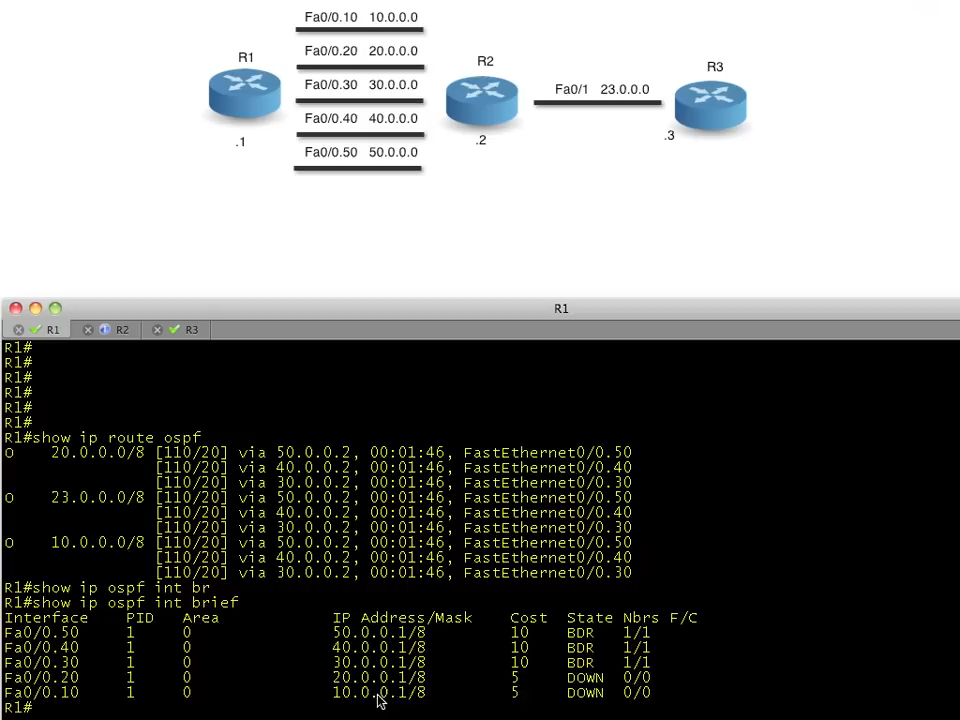 Fa0/0.10 10.0.0.0
Fa0/0.20 20.0.0.0
R1
R2
R3
Fa0/0.30 30.0.0.0
Fa0/1 23.0.0.0
Fa0/0.40 40.0.0.0
.1
.2
.3
Fa0/0.50 50.0.0.0
R1
R1 R2 R3
R1#
R1#
R1#
R1#
R1#
R1#
R1#show ip route ospf
O 20.0.0.0/8 [110/20] via 50.0.0.2, 00:01:46, FastEthernet0/0.50
[110/20] via 40.0.0.2, 00:01:46, FastEthernet0/0.40
[110/20] via 30.0.0.2, 00:01:46, FastEthernet0/0.30
O 23.0.0.0/8 [110/20] via 50.0.0.2, 00:01:46, FastEthernet0/0.50
[110/20] via 40.0.0.2, 00:01:46, FastEthernet0/0.40
[110/20] via 30.0.0.2, 00:01:46, FastEthernet0/0.30
O 10.0.0.0/8 [110/20] via 50.0.0.2, 00:01:46, FastEthernet0/0.50
[110/20] via 40.0.0.2, 00:01:46, FastEthernet0/0.40
[110/20] via 30.0.0.2, 00:01:46, FastEthernet0/0.30
R1#show ip ospf int br
R1#show ip ospf int brief
Interface PID Area IP Address/Mask Cost State Nbrs F/C
Fa0/0.50 1 0 50.0.0.1/8 10 BDR 1/1
Fa0/0.40 1 0 40.0.0.1/8 10 BDR 1/1
Fa0/0.30 1 0 30.0.0.1/8 10 BDR 1/1
Fa0/0.20 1 0 20.0.0.1/8 5 DOWN 0/0
Fa0/0.10 1 0 10.0.0.1/8 5 DOWN 0/0
R1#